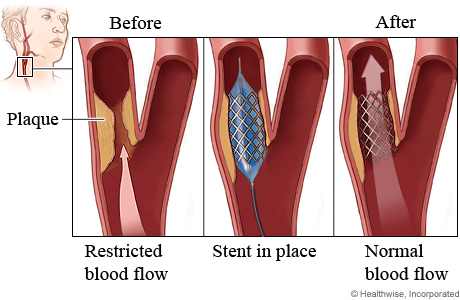 Before
After
Plaque
Restricted
blood flow
Stent in place
Normal
blood flow
© Healthwise, Incorporated